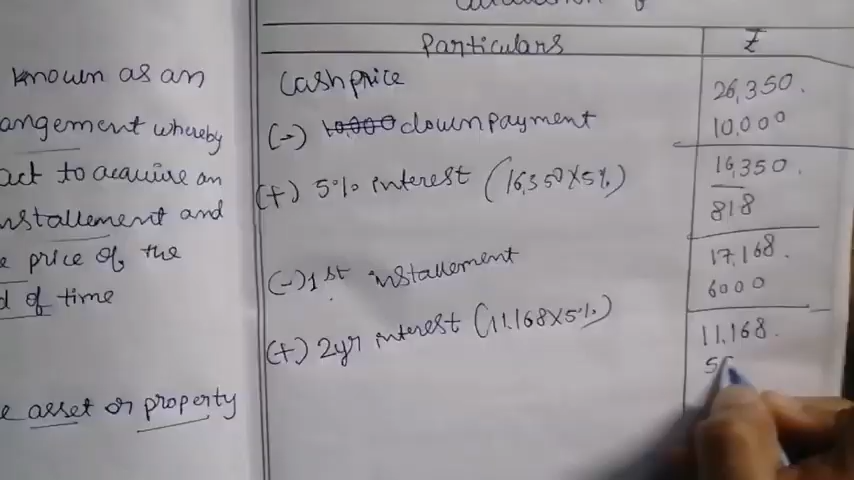 known as an
angement whereby
act to acquire an
nstallement and
e price of the
d of time
e asset or property
Particulars ₹
Cash price 26,350.
(-) 10,000 down payment 10,000
16,350.
(+) 5% interest (16,350 X 5%) 818
17,168.
(-) 1st installement 6000
11,168.
(+) 2yr interest (11.168 X 5%)